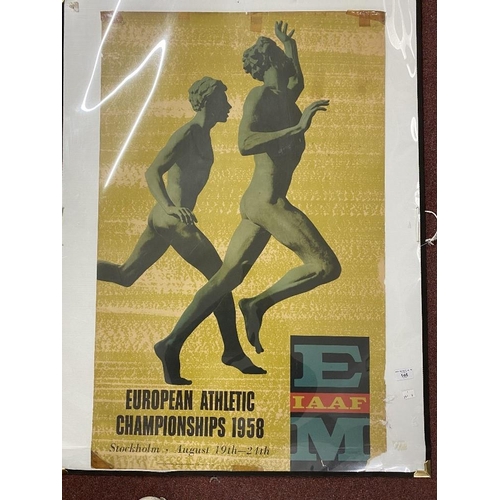 EUROPEAN ATHLETIC
CHAMPIONSHIPS 1958
Stockholm · August 19th—24th
E
IAAF
M